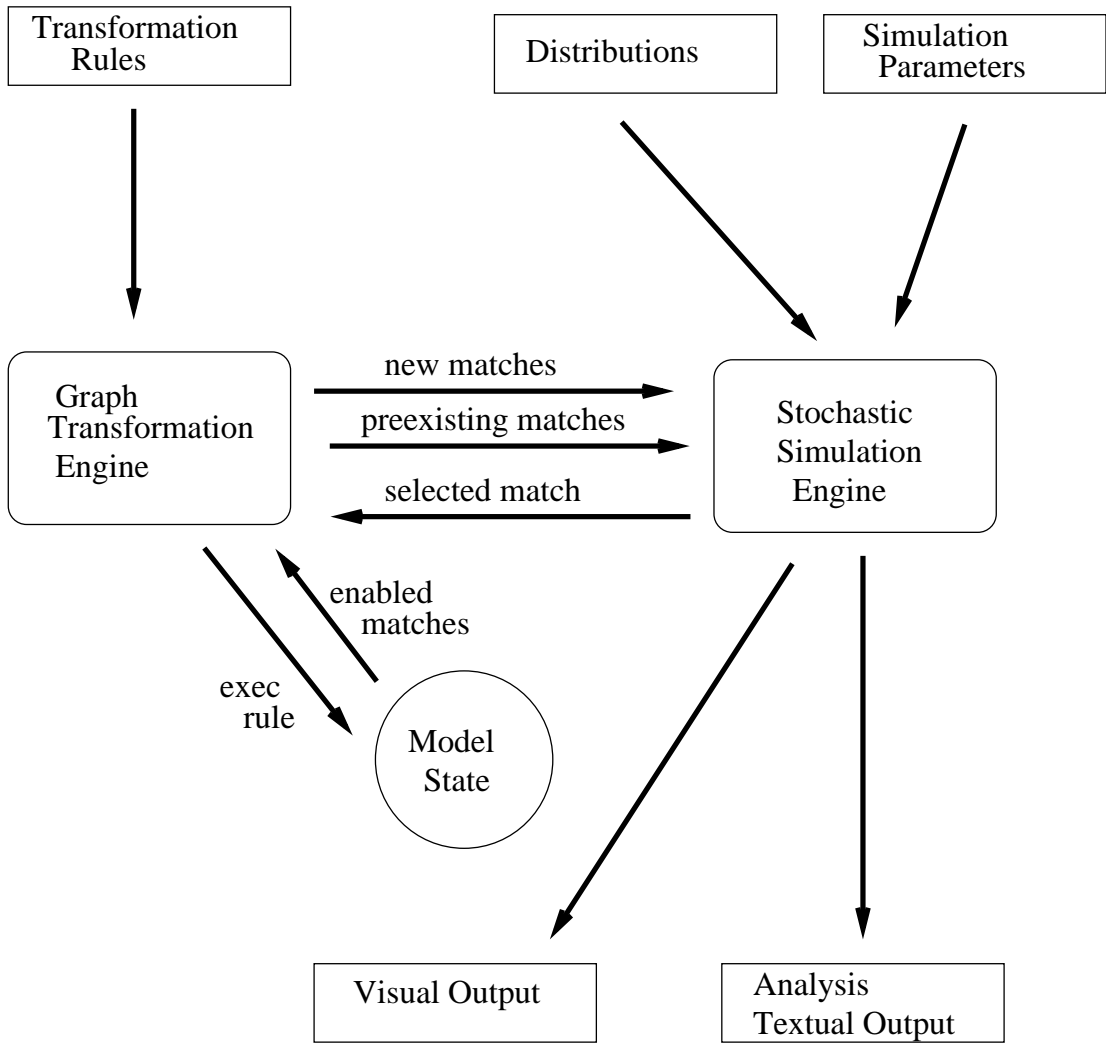 Transformation
Rules
Distributions
Simulation
Parameters
new matches
Graph
Transformation
Engine
preexisting matches
Stochastic
Simulation
Engine
selected match
enabled
matches
exec
rule
Model
State
Visual Output
Analysis
Textual Output